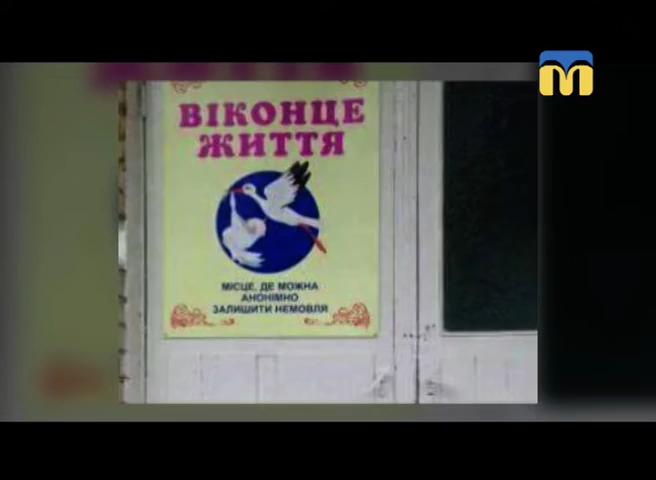 ВІКОНЦЕ
ЖИТТЯ
МІСЦЕ, ДЕ МОЖНА
АНОНІМНО
ЗАЛИШИТИ НЕМОВЛЯ